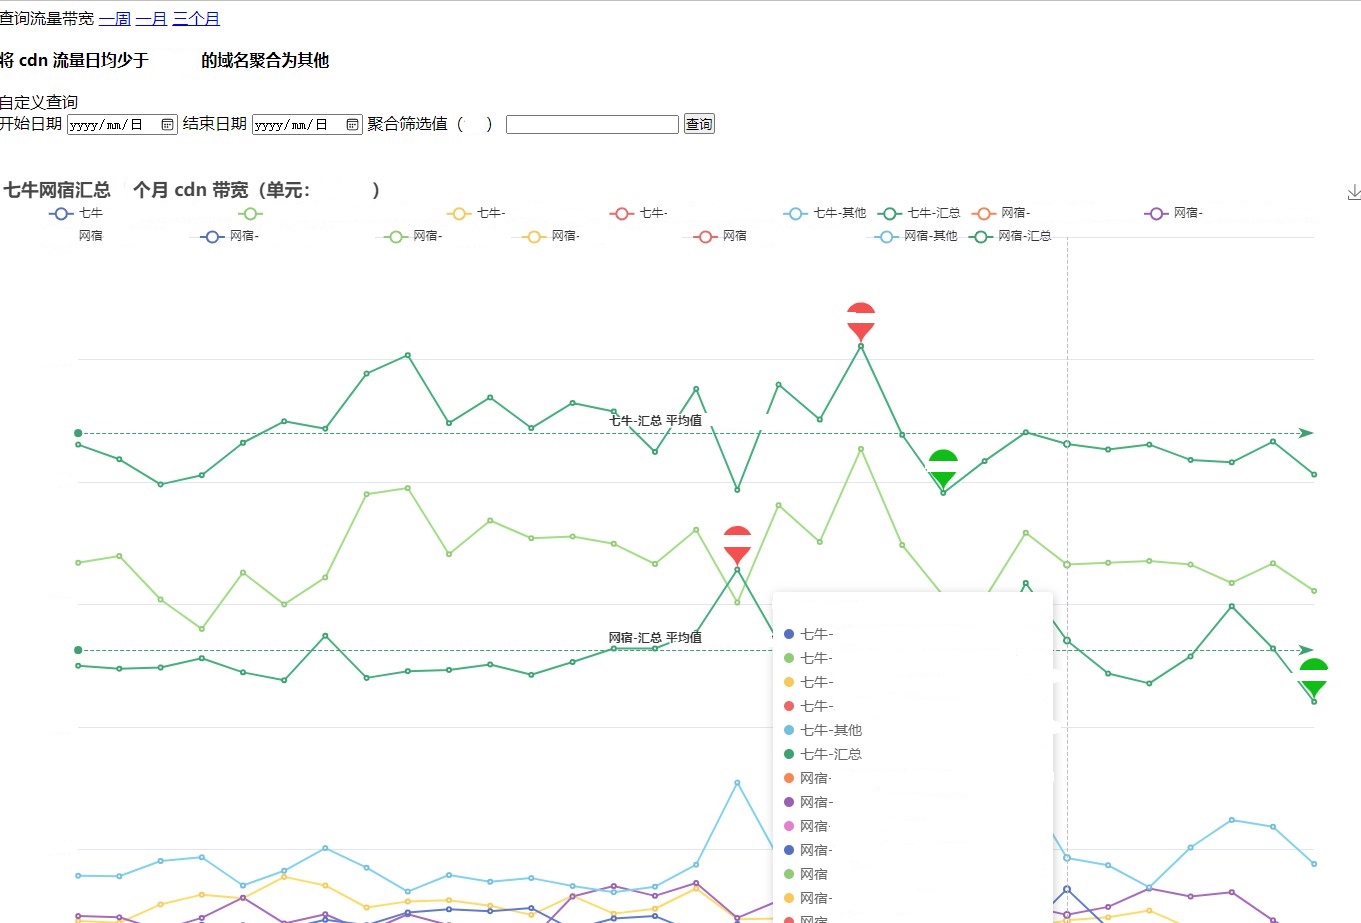 查询流量带宽 一周 一月 三个月
将 cdn 流量日均少于 的域名聚合为其他
自定义查询
开始日期 yyyy/mm/日 结束日期 yyyy/mm/日 聚合筛选值（ ） 查询
七牛网宿汇总 个月 cdn 带宽（单元： ）
七牛 七牛- 七牛- 七牛-其他 七牛-汇总 网宿- 网宿-
网宿 网宿- 网宿- 网宿- 网宿 网宿-其他 网宿-汇总
七牛-汇总 平均值
网宿-汇总 平均值
七牛-
七牛-
七牛-
七牛-
七牛-其他
七牛-汇总
网宿-
网宿-
网宿-
网宿-
网宿
网宿-
网宿-